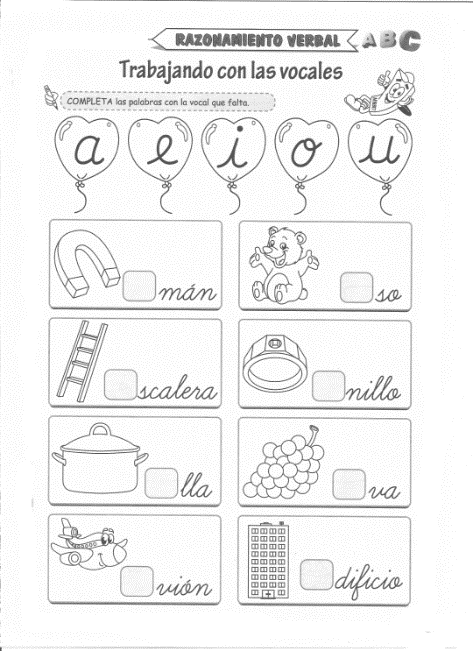 RAZONAMIENTO VERBAL ABC
Trabajando con las vocales
COMPLETA las palabras con la vocal que falta.
a e i o u
mán
so
scalera
nillo
lla
va
vión
dificio